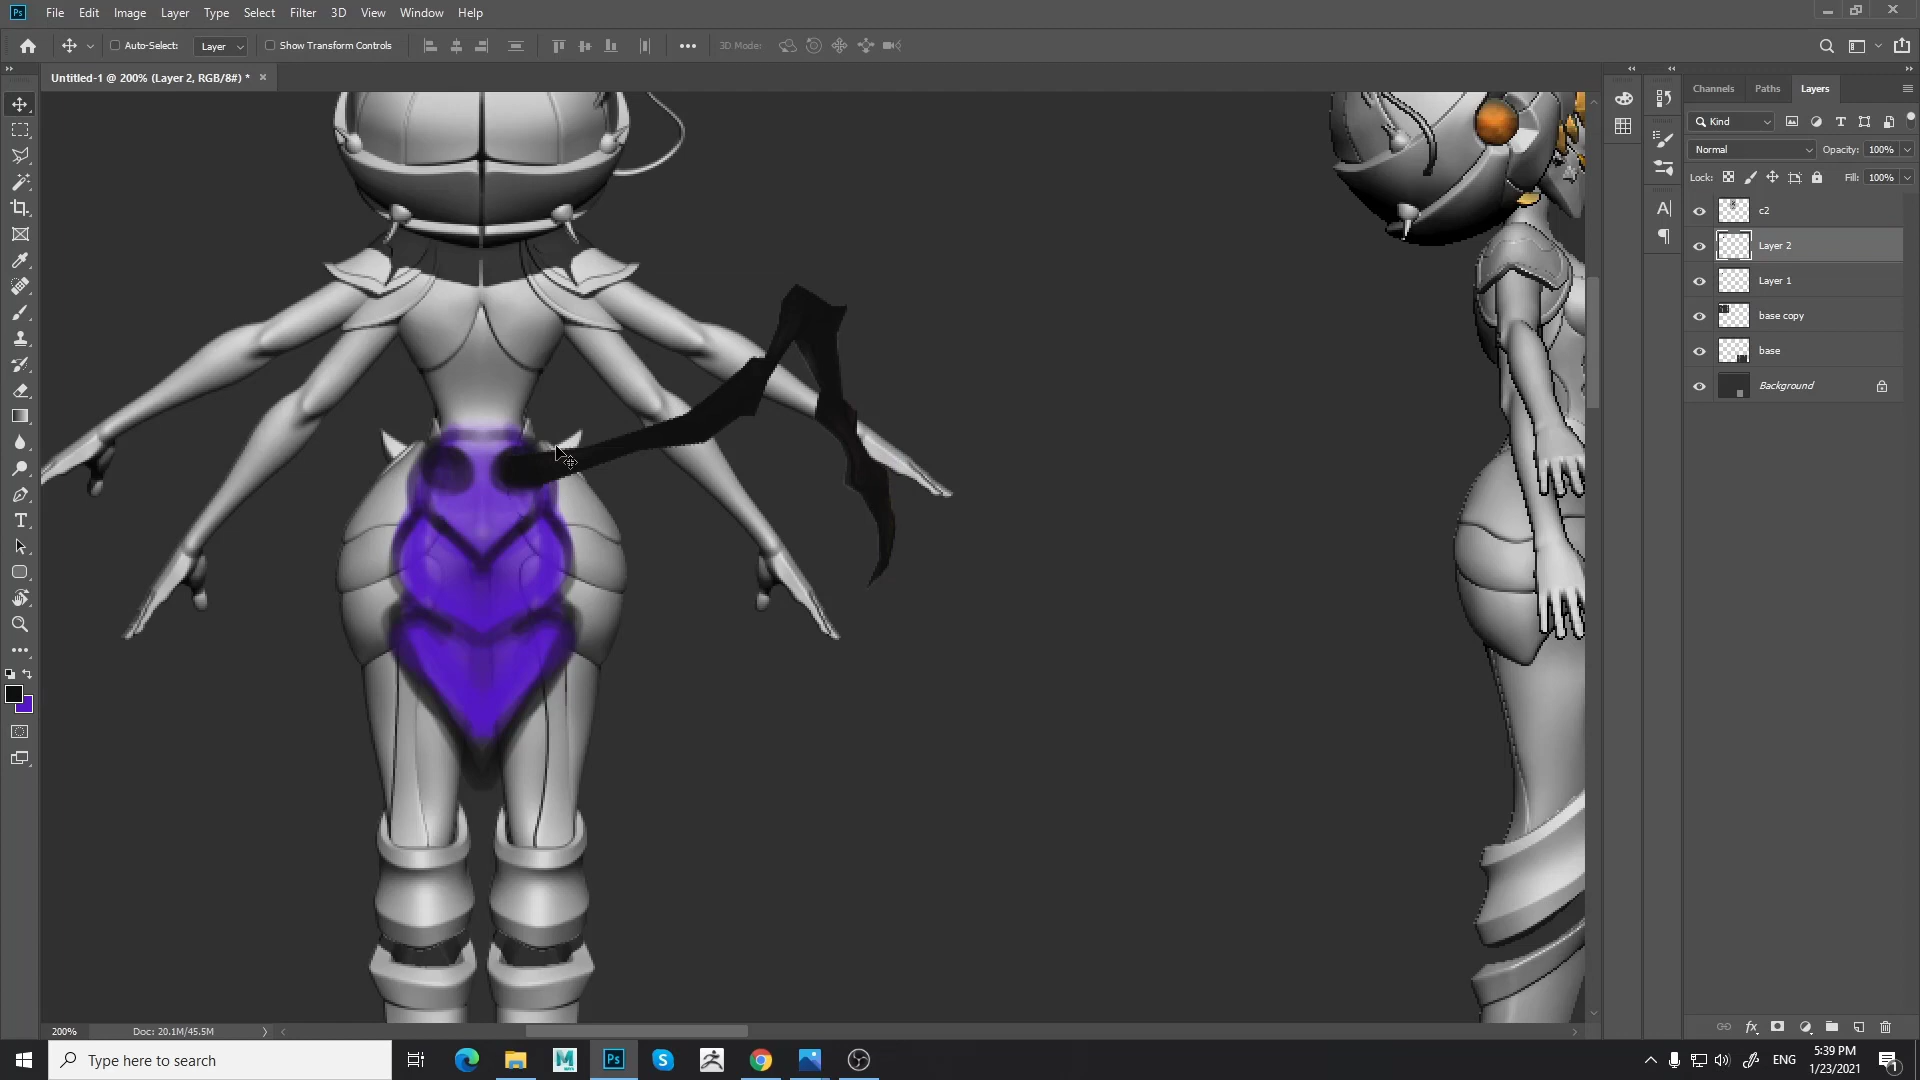 Ps File Edit Image Layer Type Select Filter 3D View Window Help
Auto-Select: Layer Show Transform Controls 3D Mode:
Untitled-1 @ 200% (Layer 2, RGB/8#) * ×
Channels Paths Layers
Kind
Normal Opacity: 100%
Lock: Fill: 100%
c2
Layer 2
Layer 1
base copy
base
Background
200% Doc: 20.1M/45.5M
Type here to search
ENG
5:39 PM
1/23/2021